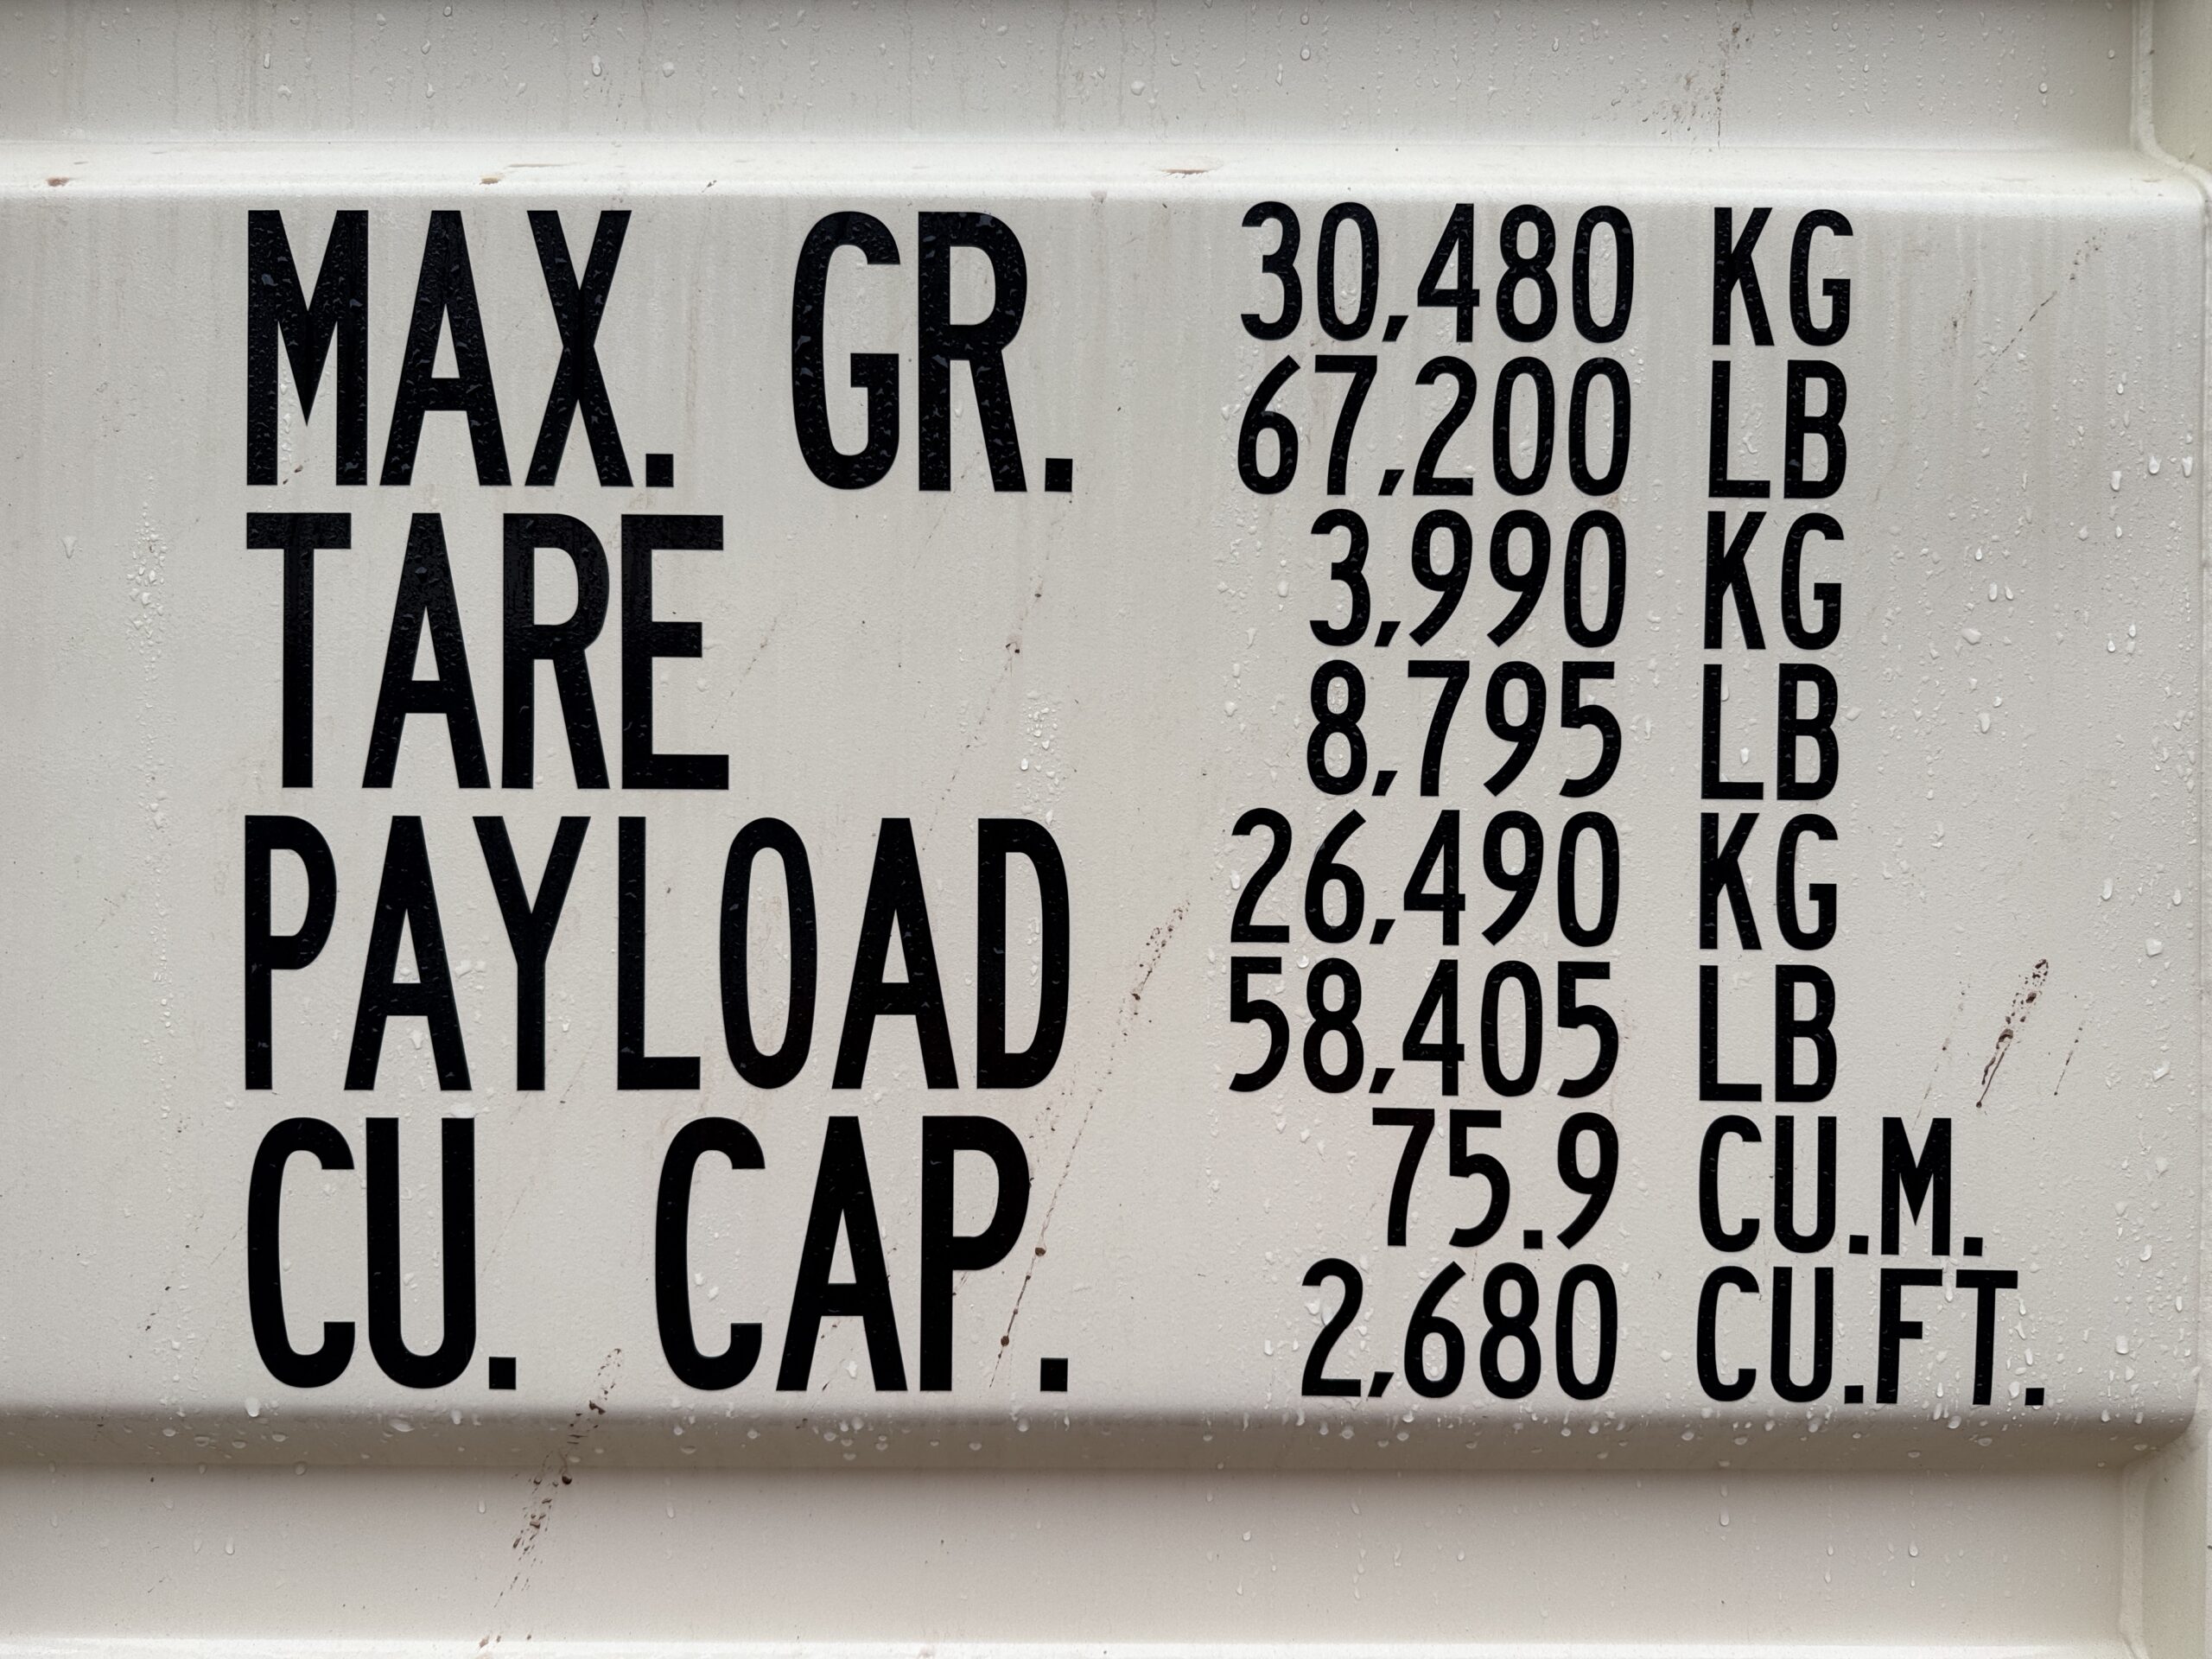 MAX. GR. 30,480 KG
67,200 LB
TARE 3,990 KG
8,795 LB
PAYLOAD 26,490 KG
58,405 LB
CU. CAP. 75.9 CU.M.
2,680 CU.FT.